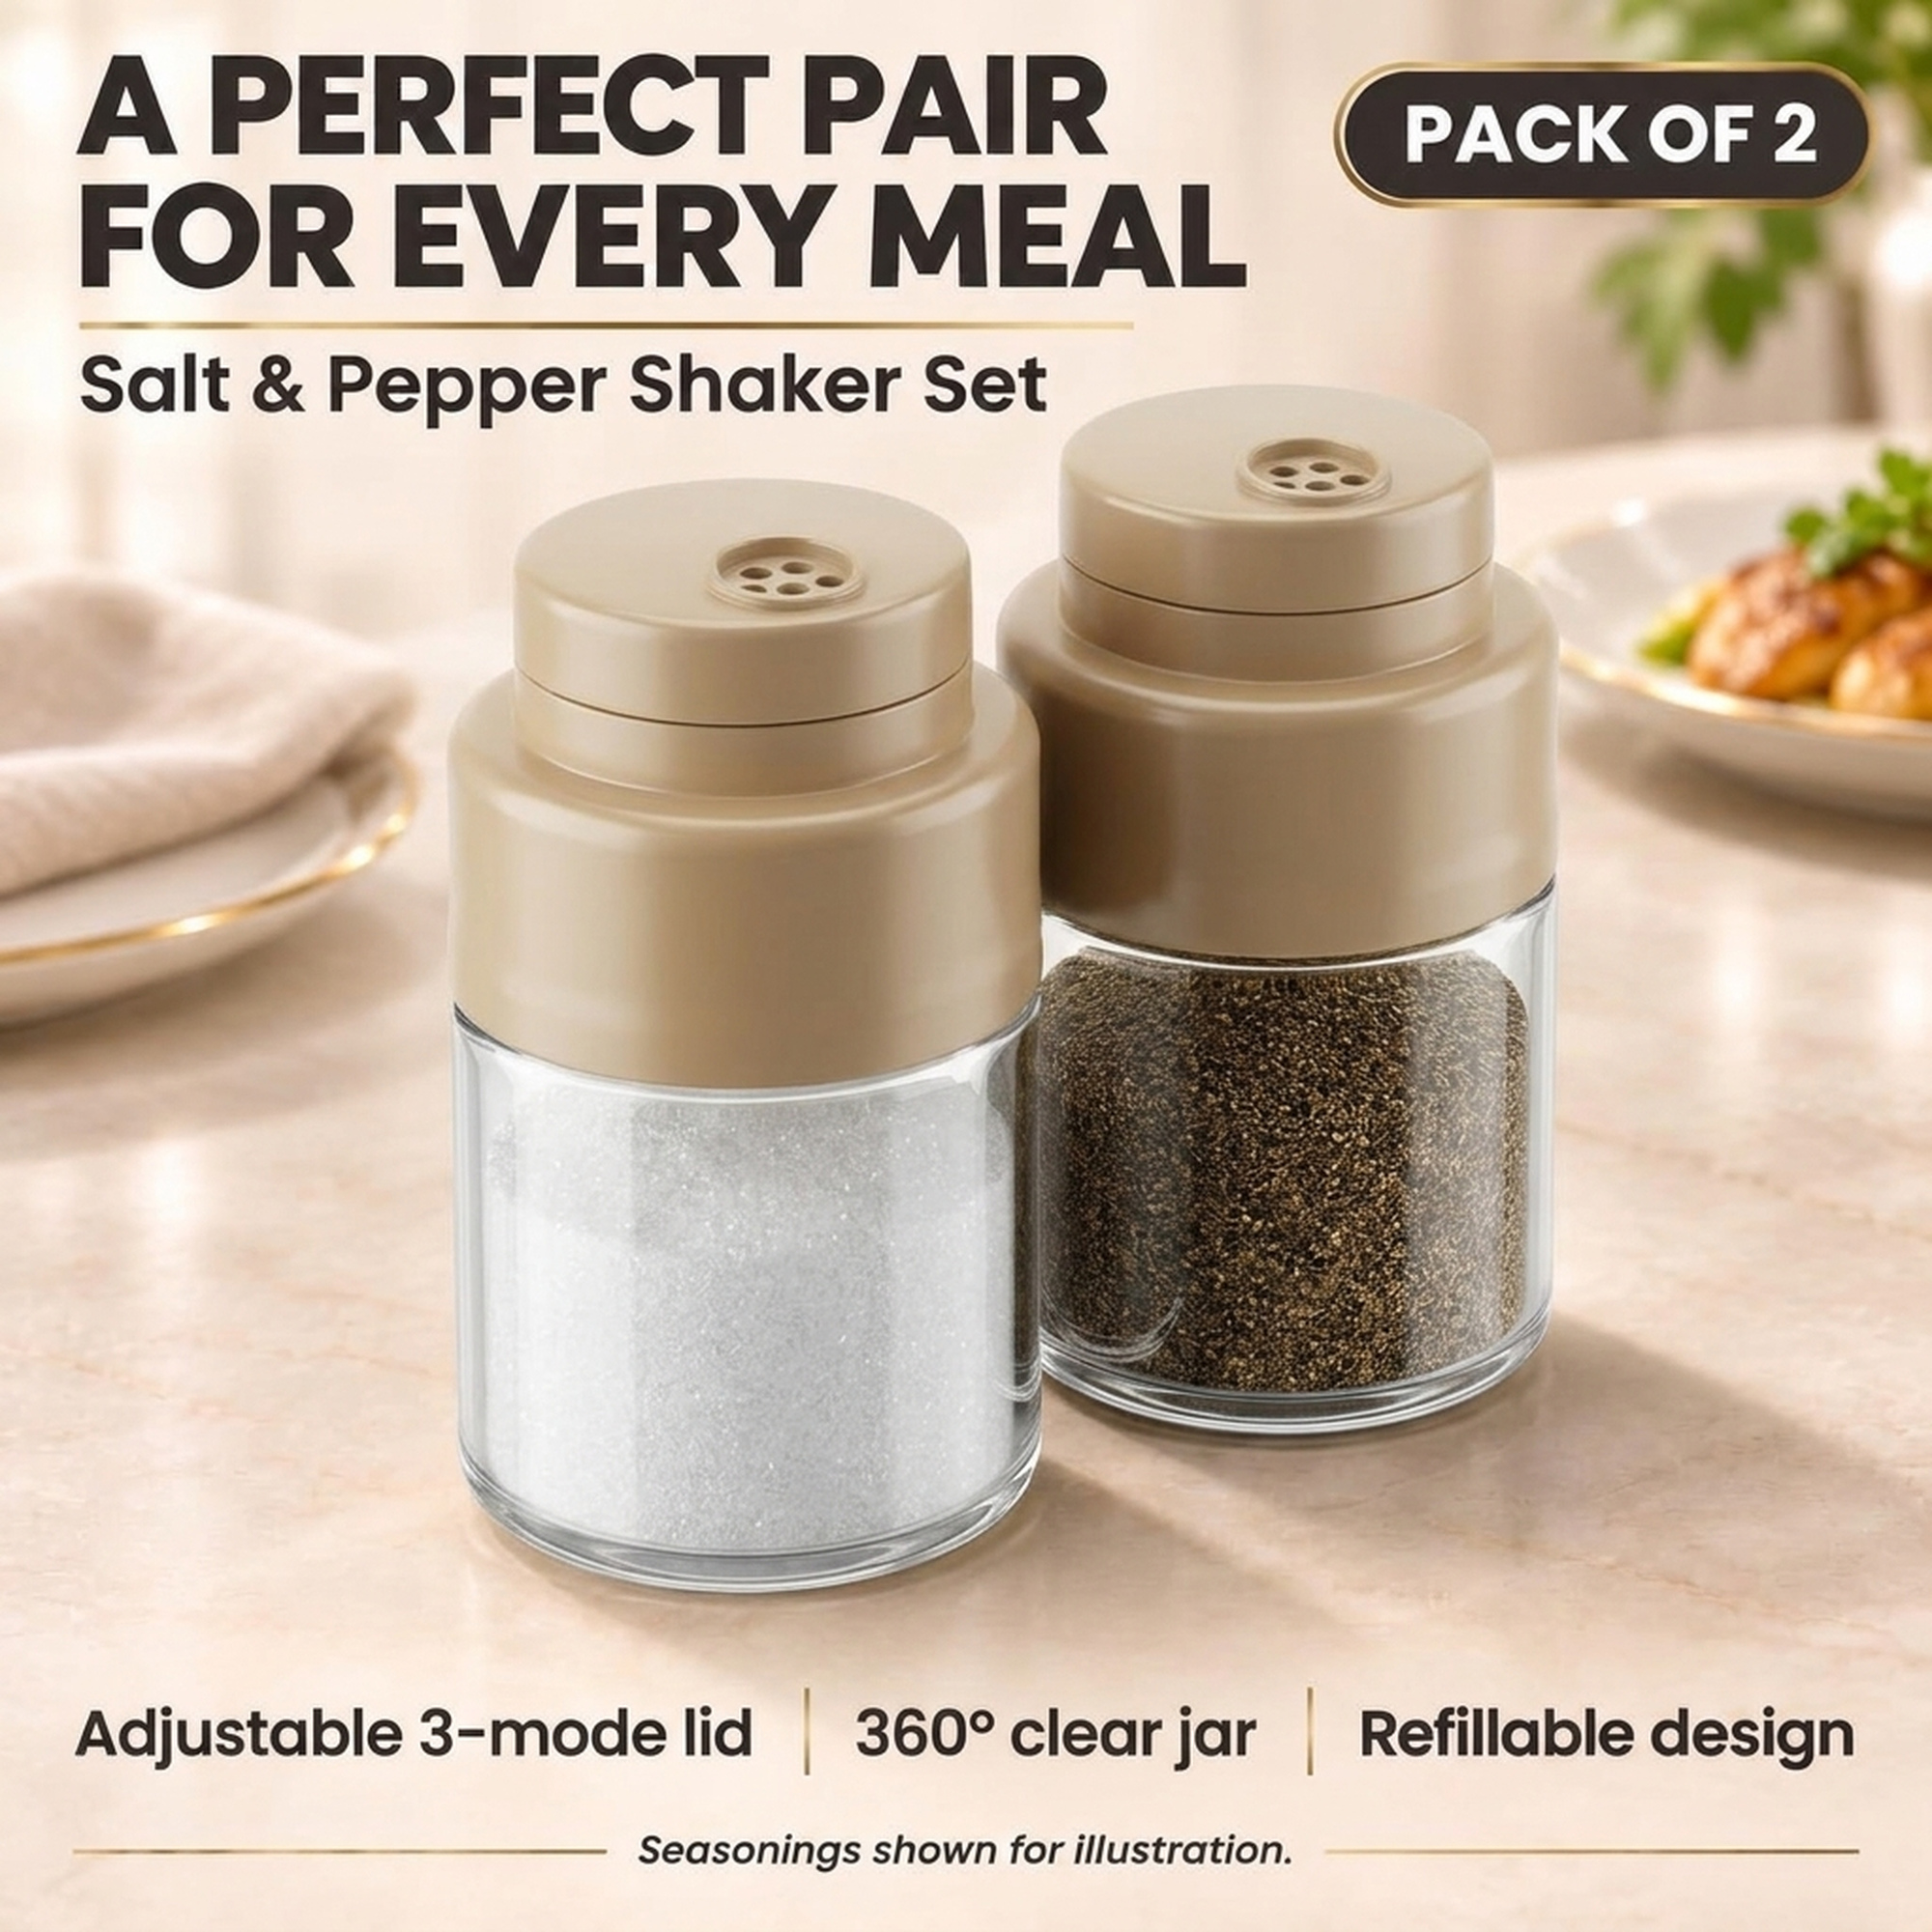 A PERFECT PAIR
FOR EVERY MEAL
PACK OF 2
Salt & Pepper Shaker Set
Adjustable 3-mode lid
360° clear jar
Refillable design
Seasonings shown for illustration.